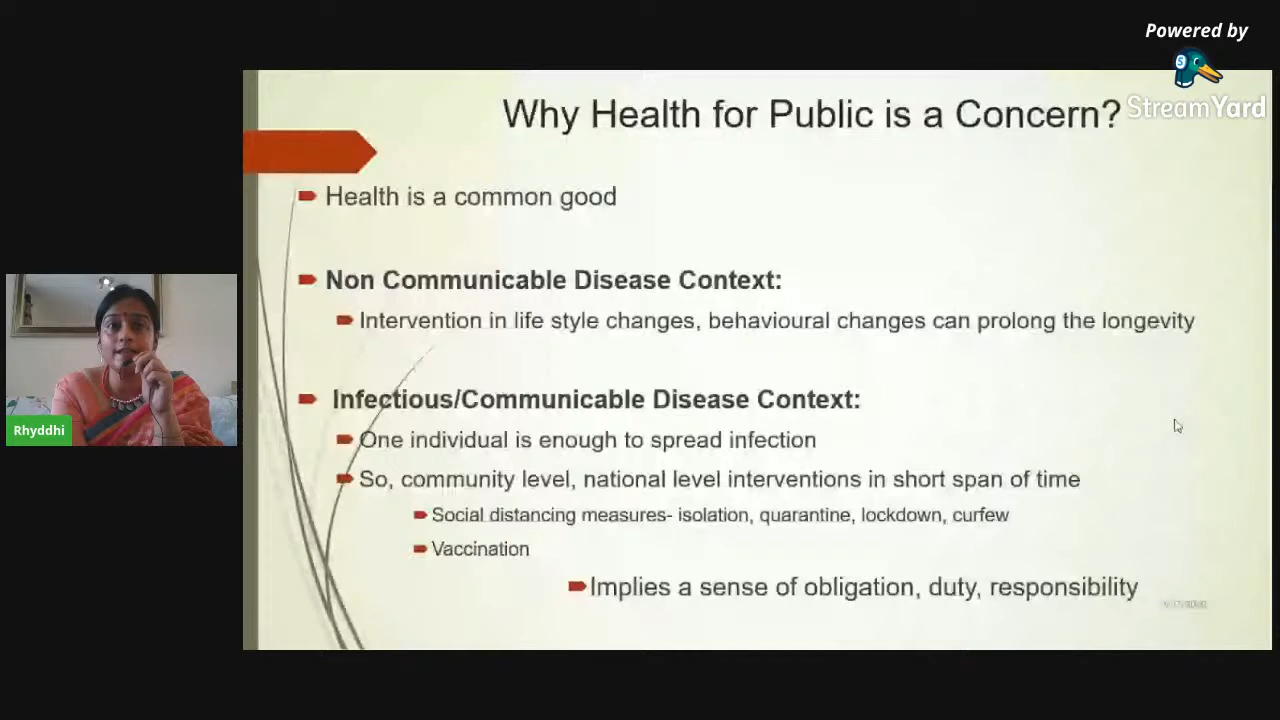 Powered by
StreamYard
Why Health for Public is a Concern?
Health is a common good
Non Communicable Disease Context:
Intervention in life style changes, behavioural changes can prolong the longevity
Infectious/Communicable Disease Context:
One individual is enough to spread infection
So, community level, national level interventions in short span of time
Social distancing measures- isolation, quarantine, lockdown, curfew
Vaccination
Implies a sense of obligation, duty, responsibility
Rhyddhi